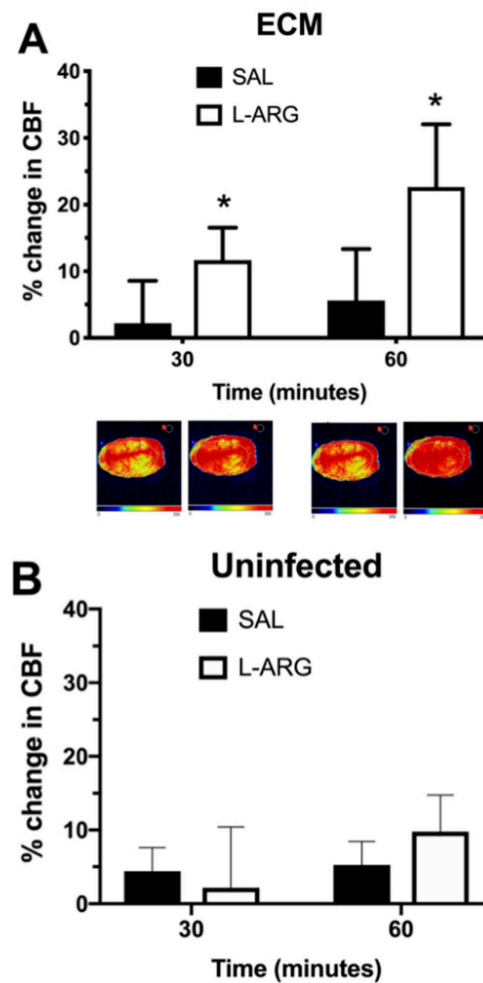 A
ECM
SAL
L-ARG
% change in CBF
40
30
20
10
0
*
*
30
60
Time (minutes)
B
Uninfected
SAL
L-ARG
% change in CBF
40
30
20
10
0
30
60
Time (minutes)